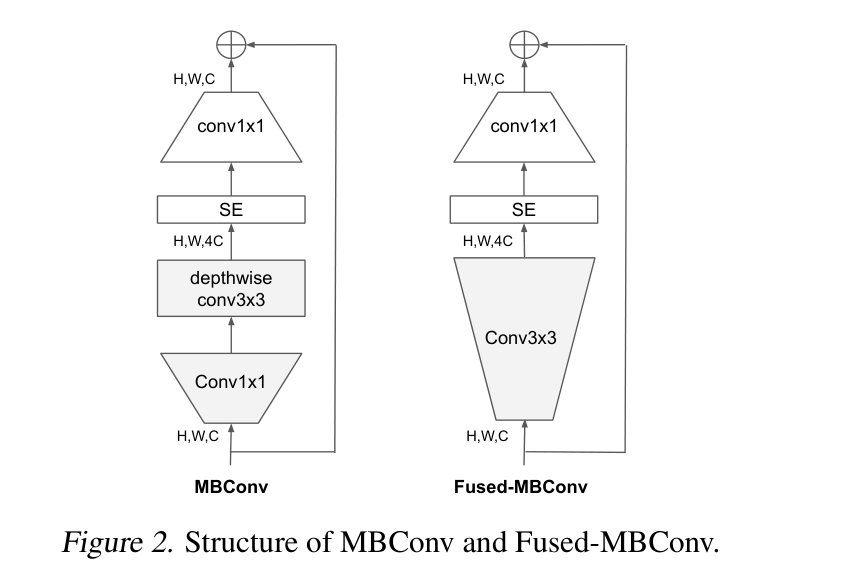 H,W,C
conv1x1
SE
H,W,4C
depthwise
conv3x3
Conv1x1
H,W,C
MBConv
H,W,C
conv1x1
SE
H,W,4C
Conv3x3
H,W,C
Fused-MBConv
Figure 2. Structure of MBConv and Fused-MBConv.